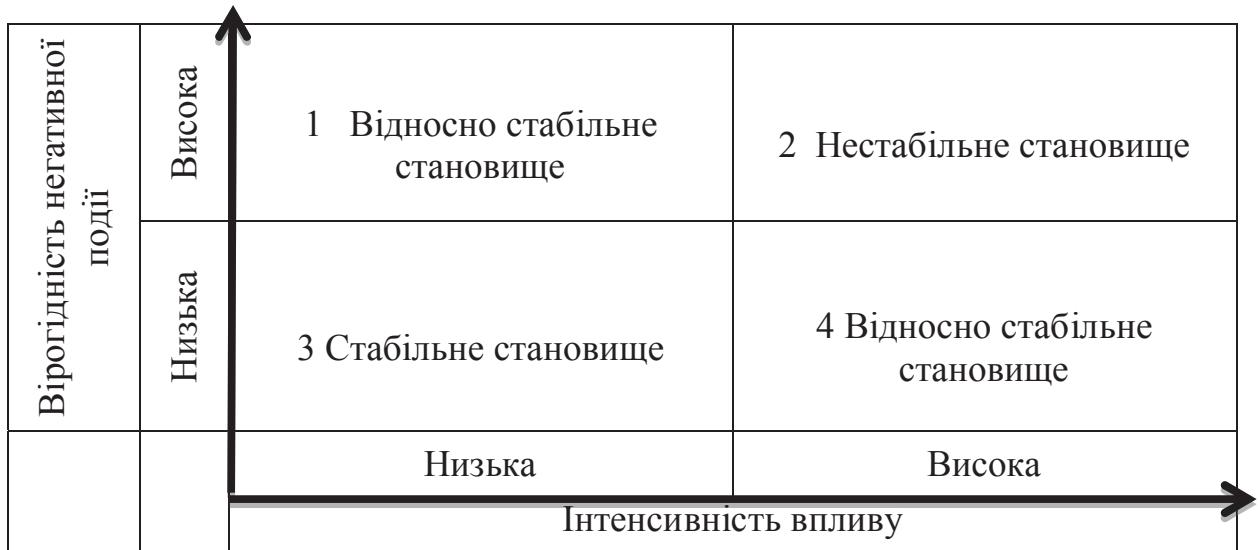 Вірогідність негативної
події
Висока
1 Відносно стабільне
становище
2 Нестабільне становище
Низька
3 Стабільне становище
4 Відносно стабільне
становище
Низька
Висока
Інтенсивність впливу